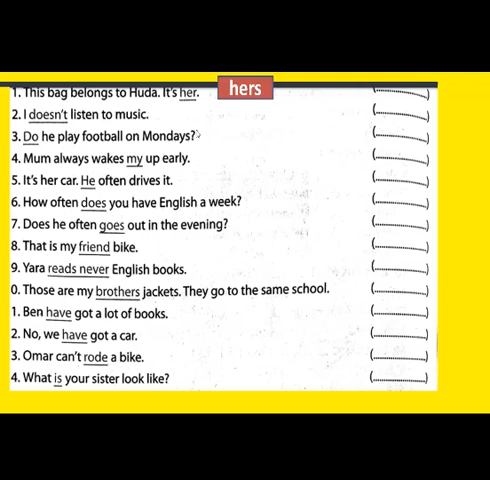 1. This bag belongs to Huda. It's her. hers (....................)
2. I doesn't listen to music. (....................)
3. Do he play football on Mondays? (....................)
4. Mum always wakes my up early. (....................)
5. It's her car. He often drives it. (....................)
6. How often does you have English a week? (....................)
7. Does he often goes out in the evening? (....................)
8. That is my friend bike. (....................)
9. Yara reads never English books. (....................)
0. Those are my brothers jackets. They go to the same school. (....................)
1. Ben have got a lot of books. (....................)
2. No, we have got a car. (....................)
3. Omar can't rode a bike. (....................)
4. What is your sister look like? (....................)